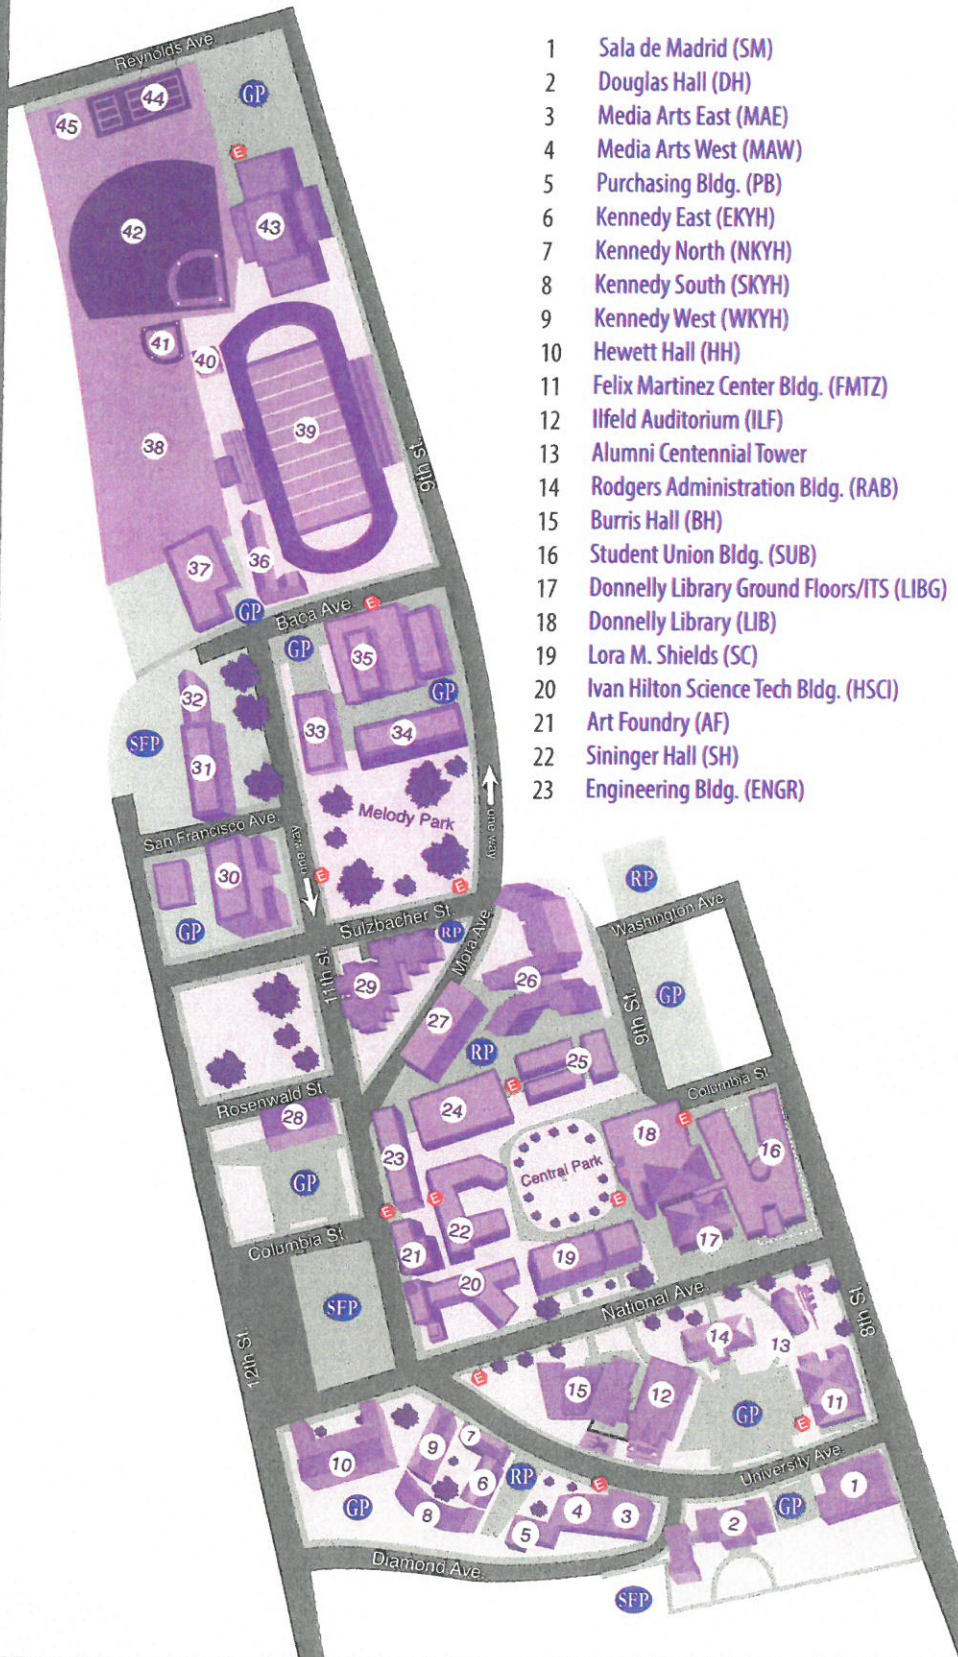 1 Sala de Madrid (SM)
2 Douglas Hall (DH)
3 Media Arts East (MAE)
4 Media Arts West (MAW)
5 Purchasing Bldg. (PB)
6 Kennedy East (EKYH)
7 Kennedy North (NKYH)
8 Kennedy South (SKYH)
9 Kennedy West (WKYH)
10 Hewett Hall (HH)
11 Felix Martinez Center Bldg. (FMTZ)
12 Ilfeld Auditorium (ILF)
13 Alumni Centennial Tower
14 Rodgers Administration Bldg. (RAB)
15 Burris Hall (BH)
16 Student Union Bldg. (SUB)
17 Donnelly Library Ground Floors/ITS (LIBG)
18 Donnelly Library (LIB)
19 Lora M. Shields (SC)
20 Ivan Hilton Science Tech Bldg. (HSCI)
21 Art Foundry (AF)
22 Sininger Hall (SH)
23 Engineering Bldg. (ENGR)
Reynolds Ave.
44
GP
45
E
42
43
41
40
39
38
9th St.
37
36
GP
Baca Ave.
E
GP
35
32
GP
33
34
SFP
31
Melody Park
one way
San Francisco Ave.
one way
30
E
E
GP
Sulzbacher St.
RP
Mora Ave.
RP
Washington Ave.
11th St.
29
26
GP
27
9th St.
RP
25
E
Columbia St.
Rosenwald St.
28
24
18
E
16
23
Central Park
GP
E
E
E
22
17
Columbia St.
21
19
20
SFP
National Ave.
8th St.
12th St.
14
13
E
15
12
11
GP
E
10
9
7
RP
University Ave.
6
E
1
GP
8
4
3
GP
2
5
Diamond Ave.
SFP